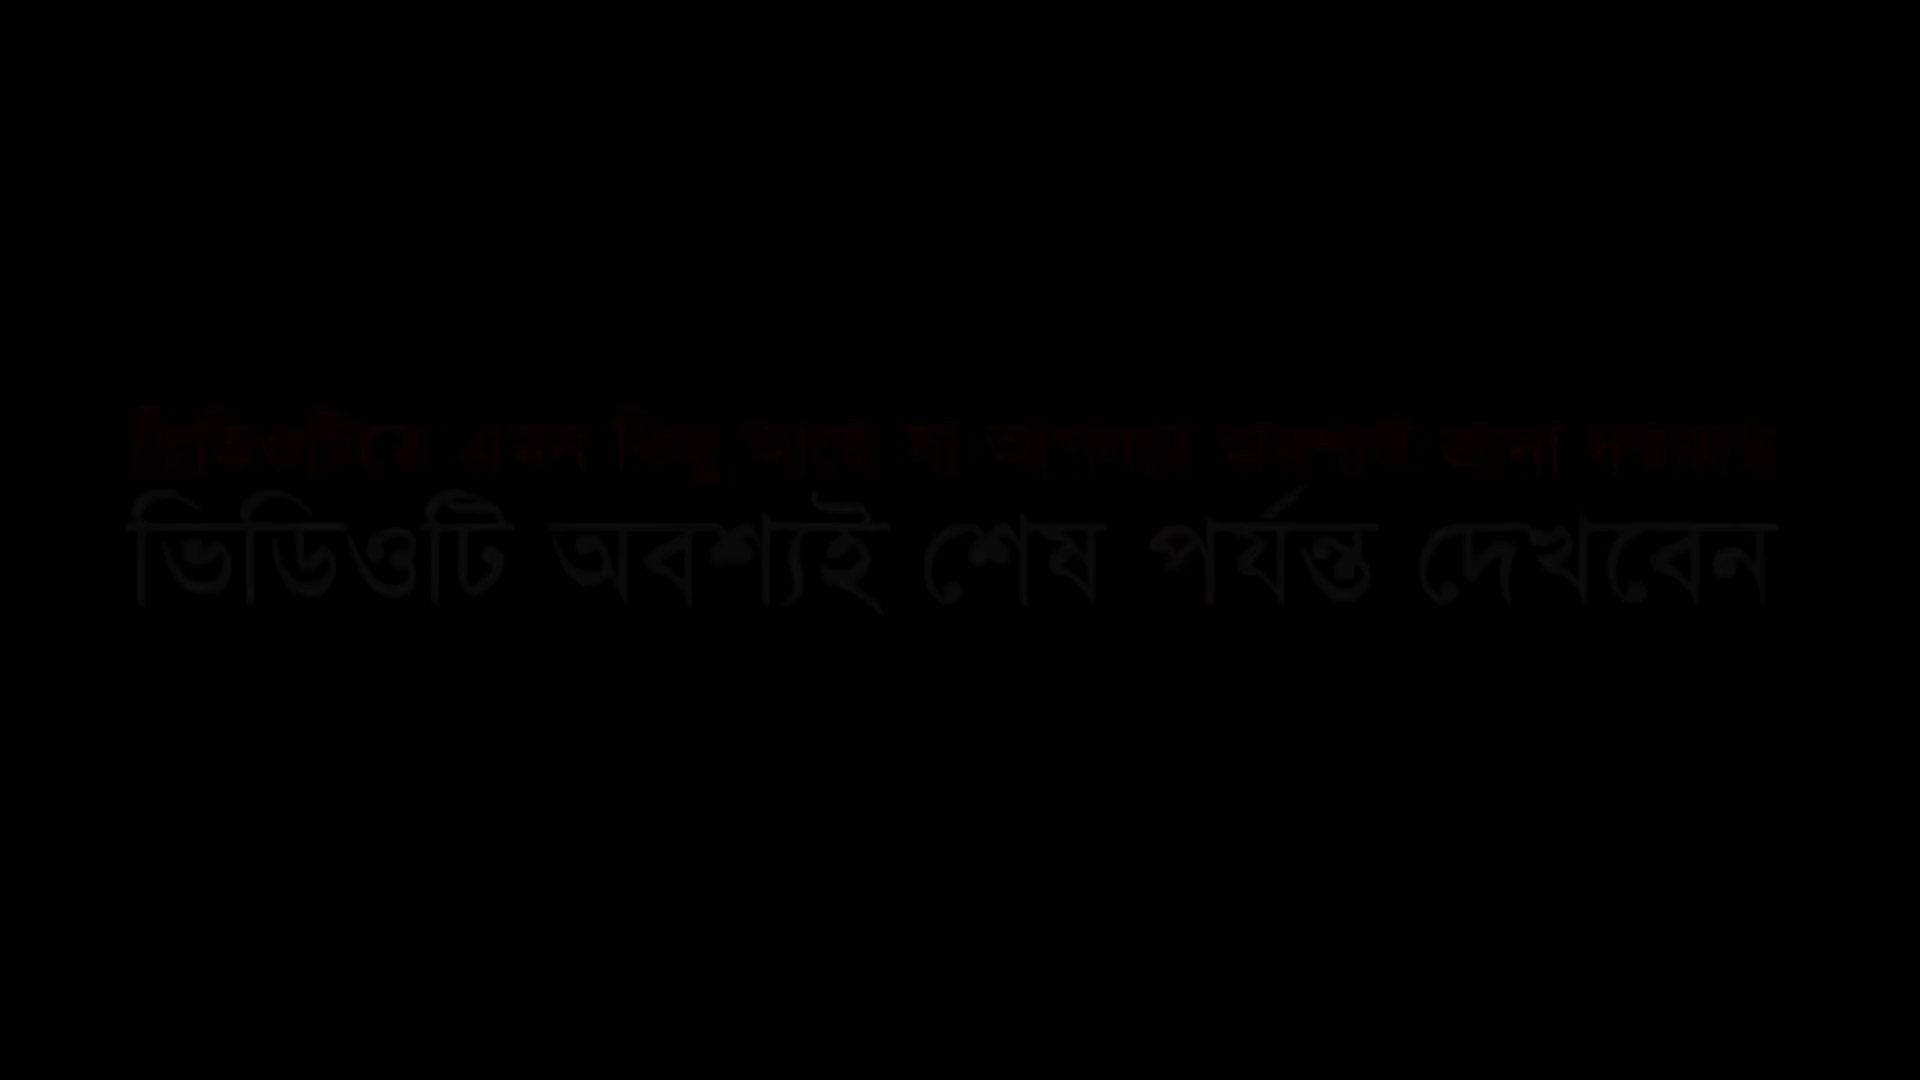 ভিডিওটিতে এমন কিছু আছে যা আপনার অবশ্যই জানা দরকার
ভিডিওটি অবশ্যই শেষ পর্যন্ত দেখবেন